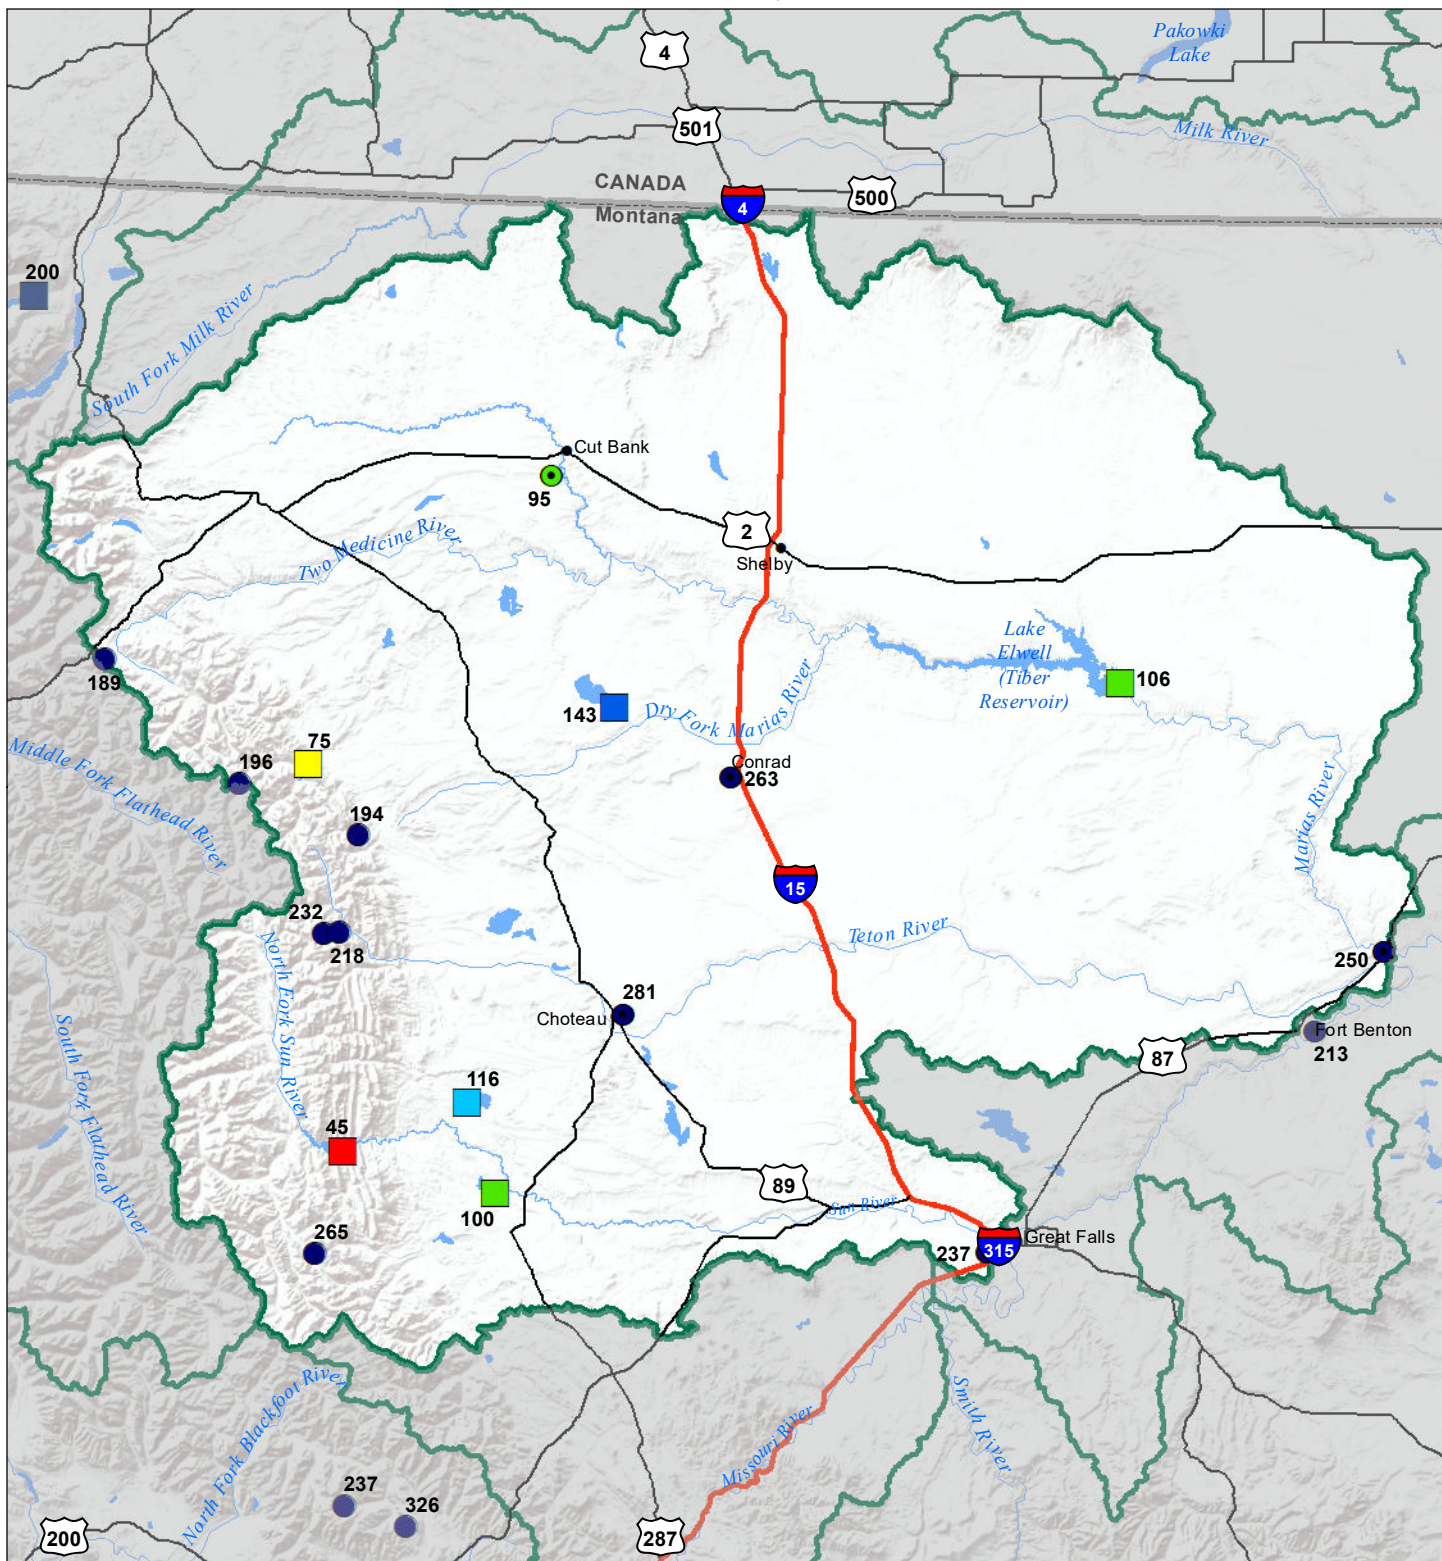 Pakowki
Lake
4
501
Milk River
CANADA
Montana
4
500
200
South Fork Milk River
Cut Bank
95
2
Shelby
Two Medicine River
Lake
Elwell
(Tiber
Reservoir)
106
189
143
Dry Fork Marias River
75
Middle Fork Flathead River
196
Conrad
263
194
Marias River
15
232
218
North Fork Sun River
Teton River
250
281
Choteau
Fort Benton
213
87
South Fork Flathead River
116
45
89
100
Sun River
265
237
315
Great Falls
North Fork Blackfoot River
Missouri River
Smith River
237
326
200
287